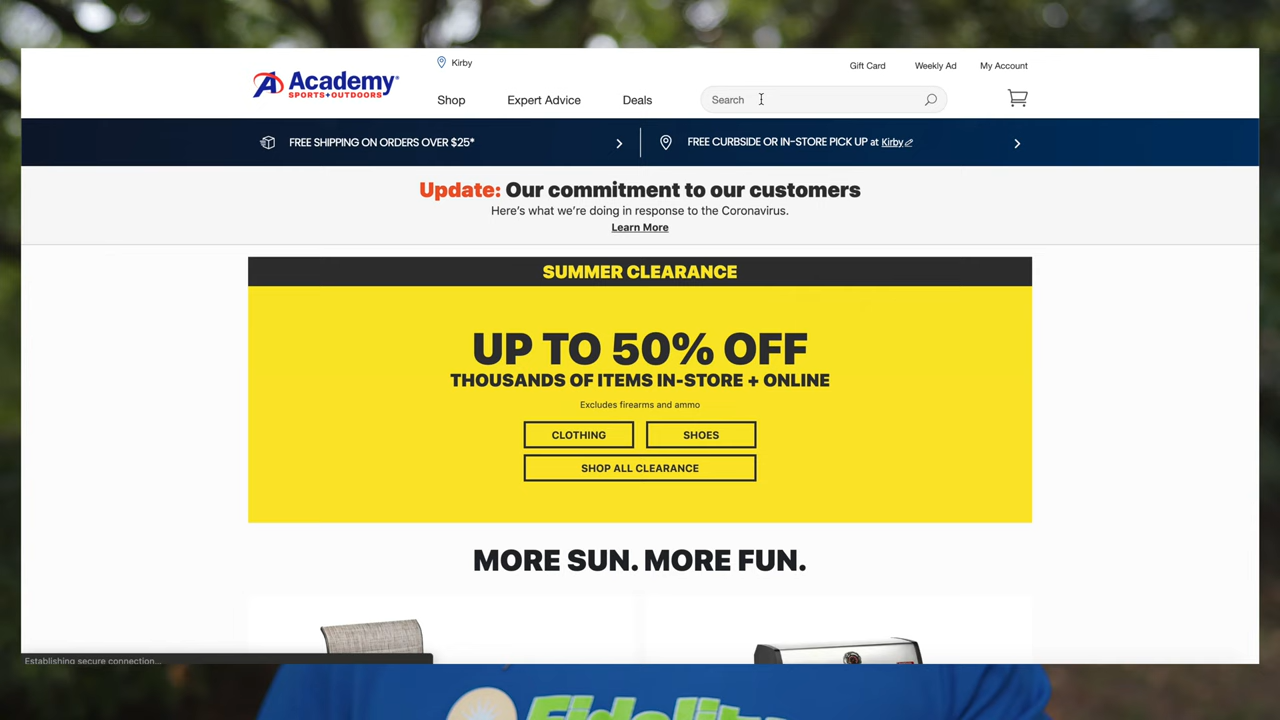 Kirby
Gift Card
Weekly Ad
My Account
Academy
SPORTS+OUTDOORS
Shop
Expert Advice
Deals
Search
FREE SHIPPING ON ORDERS OVER $25*
FREE CURBSIDE OR IN-STORE PICK UP at Kirby
Update: Our commitment to our customers
Here's what we're doing in response to the Coronavirus.
Learn More
SUMMER CLEARANCE
UP TO 50% OFF
THOUSANDS OF ITEMS IN-STORE + ONLINE
Excludes firearms and ammo
CLOTHING
SHOES
SHOP ALL CLEARANCE
MORE SUN. MORE FUN.
Establishing secure connection...
Fidelity